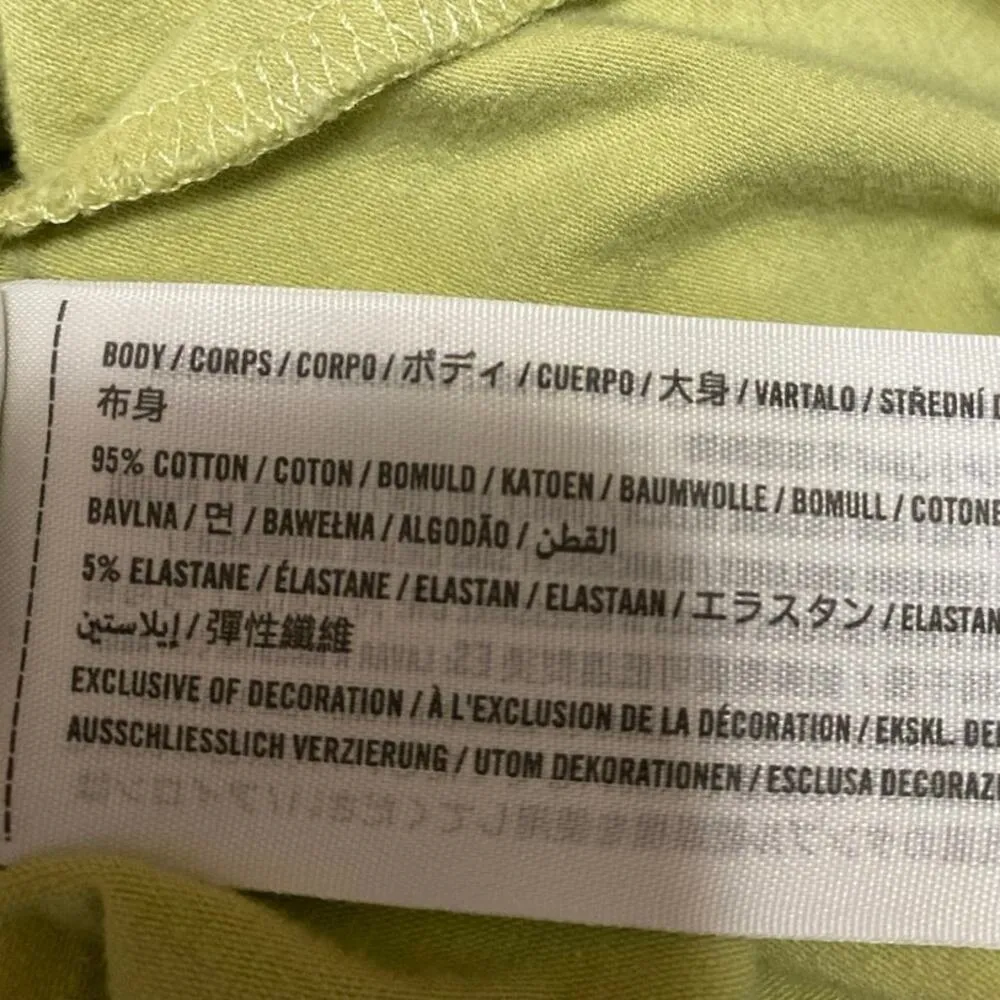 BODY / CORPS / CORPO / ボディ / CUERPO / 大身 / VARTALO / STŘEDNÍ
布身
95% COTTON / COTON / BOMULD / KATOEN / BAUMWOLLE / BOMULL / COTONE
BAVLNA / 면 / BAWEŁNA / ALGODÃO / القطن
5% ELASTANE / ÉLASTANE / ELASTAN / ELASTAAN / エラスタン / ELASTAN
إيلاستين / 彈性纖維
EXCLUSIVE OF DECORATION / À L'EXCLUSION DE LA DÉCORATION / EKSKL. DE
AUSSCHLIESSLICH VERZIERUNG / UTOM DEKORATIONEN / ESCLUSA DECORAZ